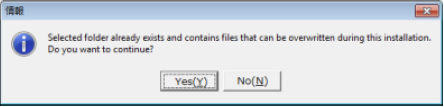 情報
Selected folder already exists and contains files that can be overwritten during this installation.
Do you want to continue?
Yes(Y) No(N)